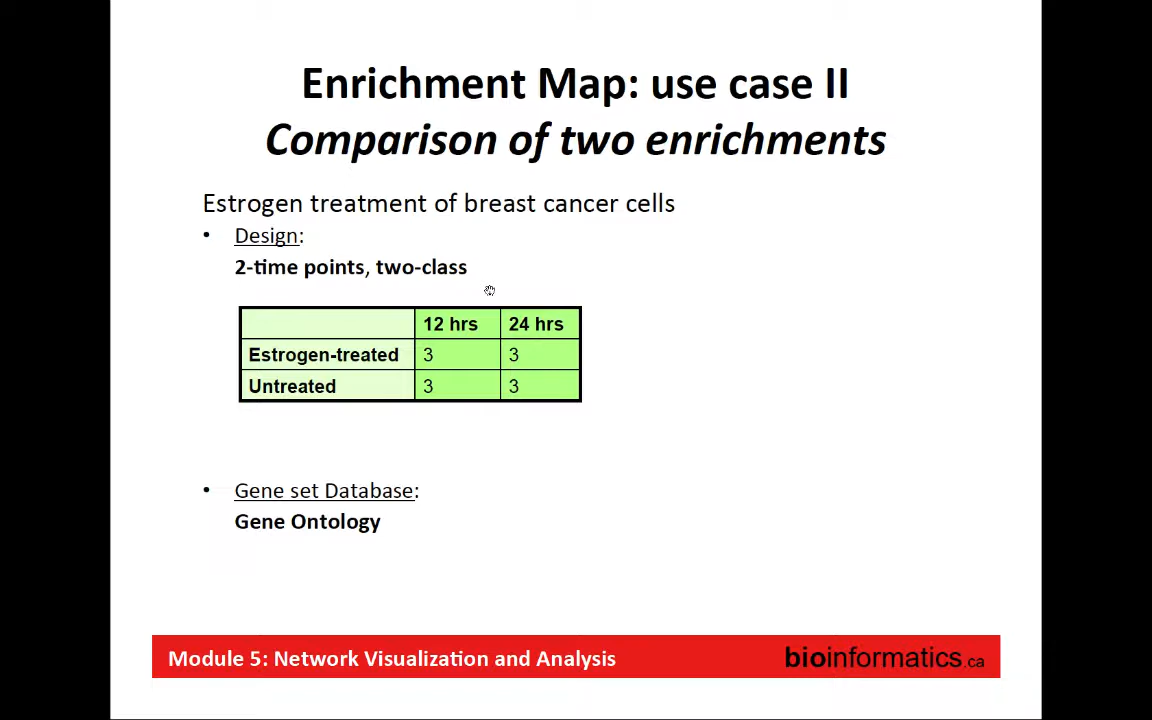 Enrichment Map: use case II
Comparison of two enrichments
Estrogen treatment of breast cancer cells
• Design:
2-time points, two-class
12 hrs 24 hrs
Estrogen-treated 3 3
Untreated 3 3
• Gene set Database:
Gene Ontology
Module 5: Network Visualization and Analysis bioinformatics.ca